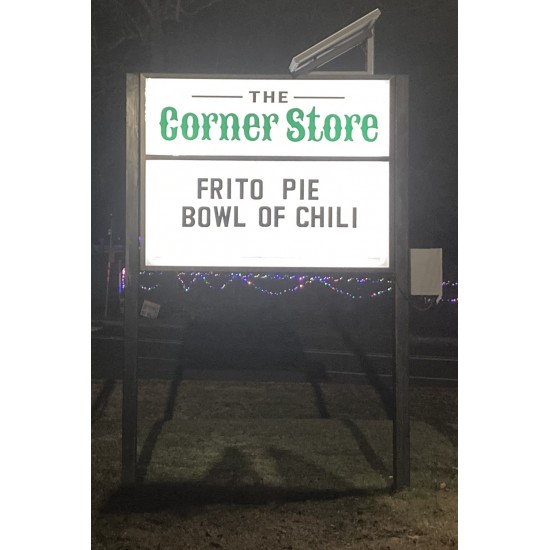 THE
Corner Store
FRITO PIE
BOWL OF CHILI